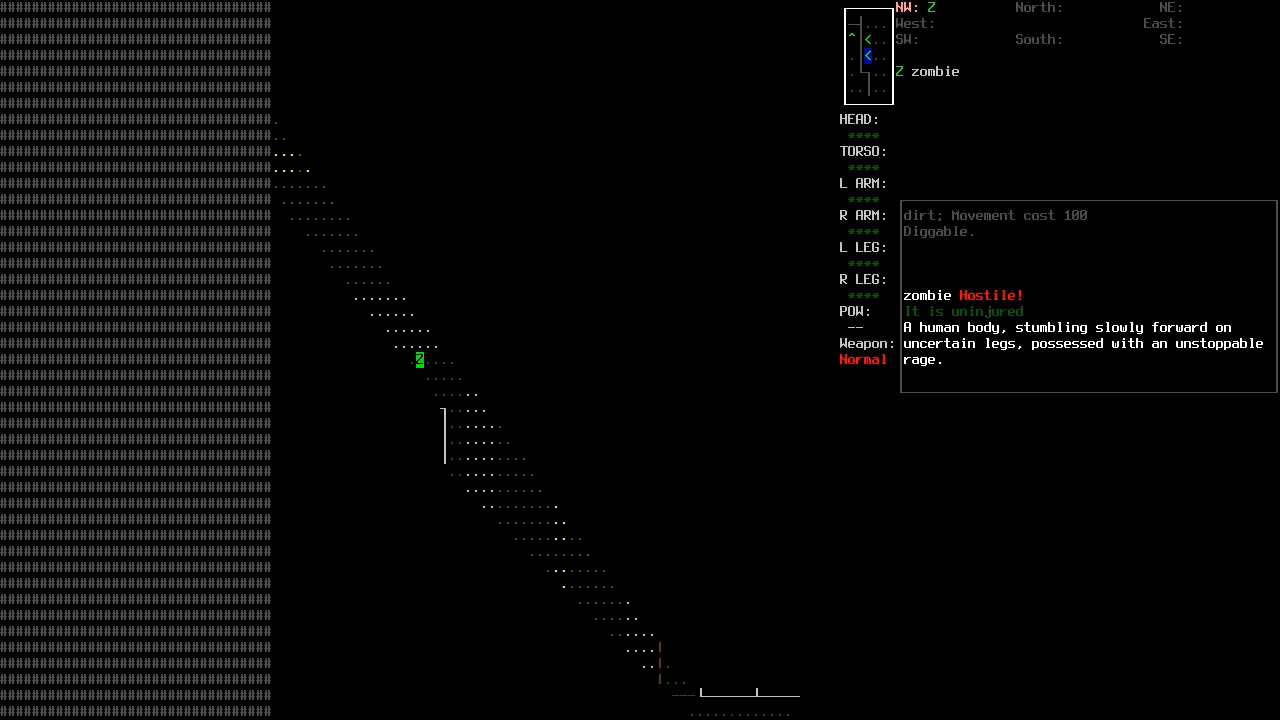 NW: Z North: NE:
West: East:
SW: South: SE:
Z zombie
HEAD:
****
TORSO:
****
L ARM:
****
R ARM:
****
L LEG:
****
R LEG:
****
POW:
--
Weapon:
Normal
dirt; Movement cost 100
Diggable.
zombie Hostile!
It is uninjured
A human body, stumbling slowly forward on
uncertain legs, possessed with an unstoppable
rage.
Z